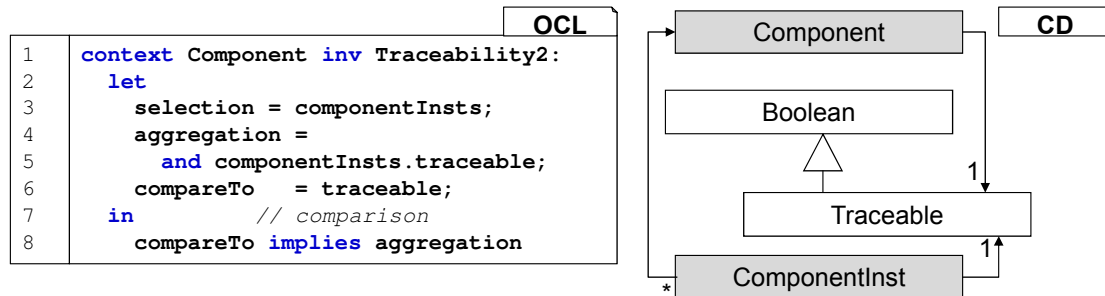 OCL
1 context Component inv Traceability2:
2 let
3 selection = componentInsts;
4 aggregation =
5 and componentInsts.traceable;
6 compareTo = traceable;
7 in // comparison
8 compareTo implies aggregation
CD
Component
Boolean
1
Traceable
1
ComponentInst
*